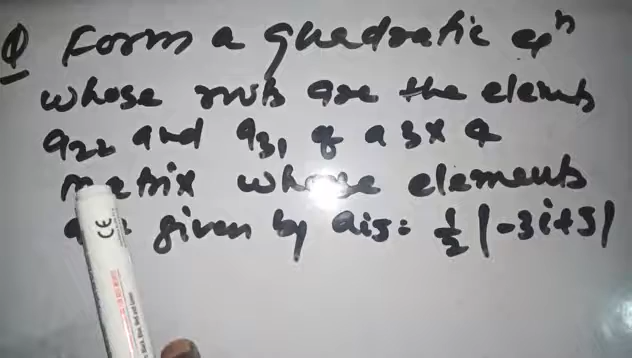 Q Form a quadratic eqn
whose roots are the elements
a22 and a31 of a 3x4
matrix whose elements
are given by aij= 1/2 |-3i+j|
CE